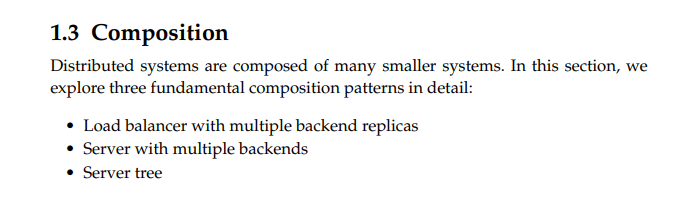 1.3 Composition
Distributed systems are composed of many smaller systems. In this section, we
explore three fundamental composition patterns in detail:
• Load balancer with multiple backend replicas
• Server with multiple backends
• Server tree